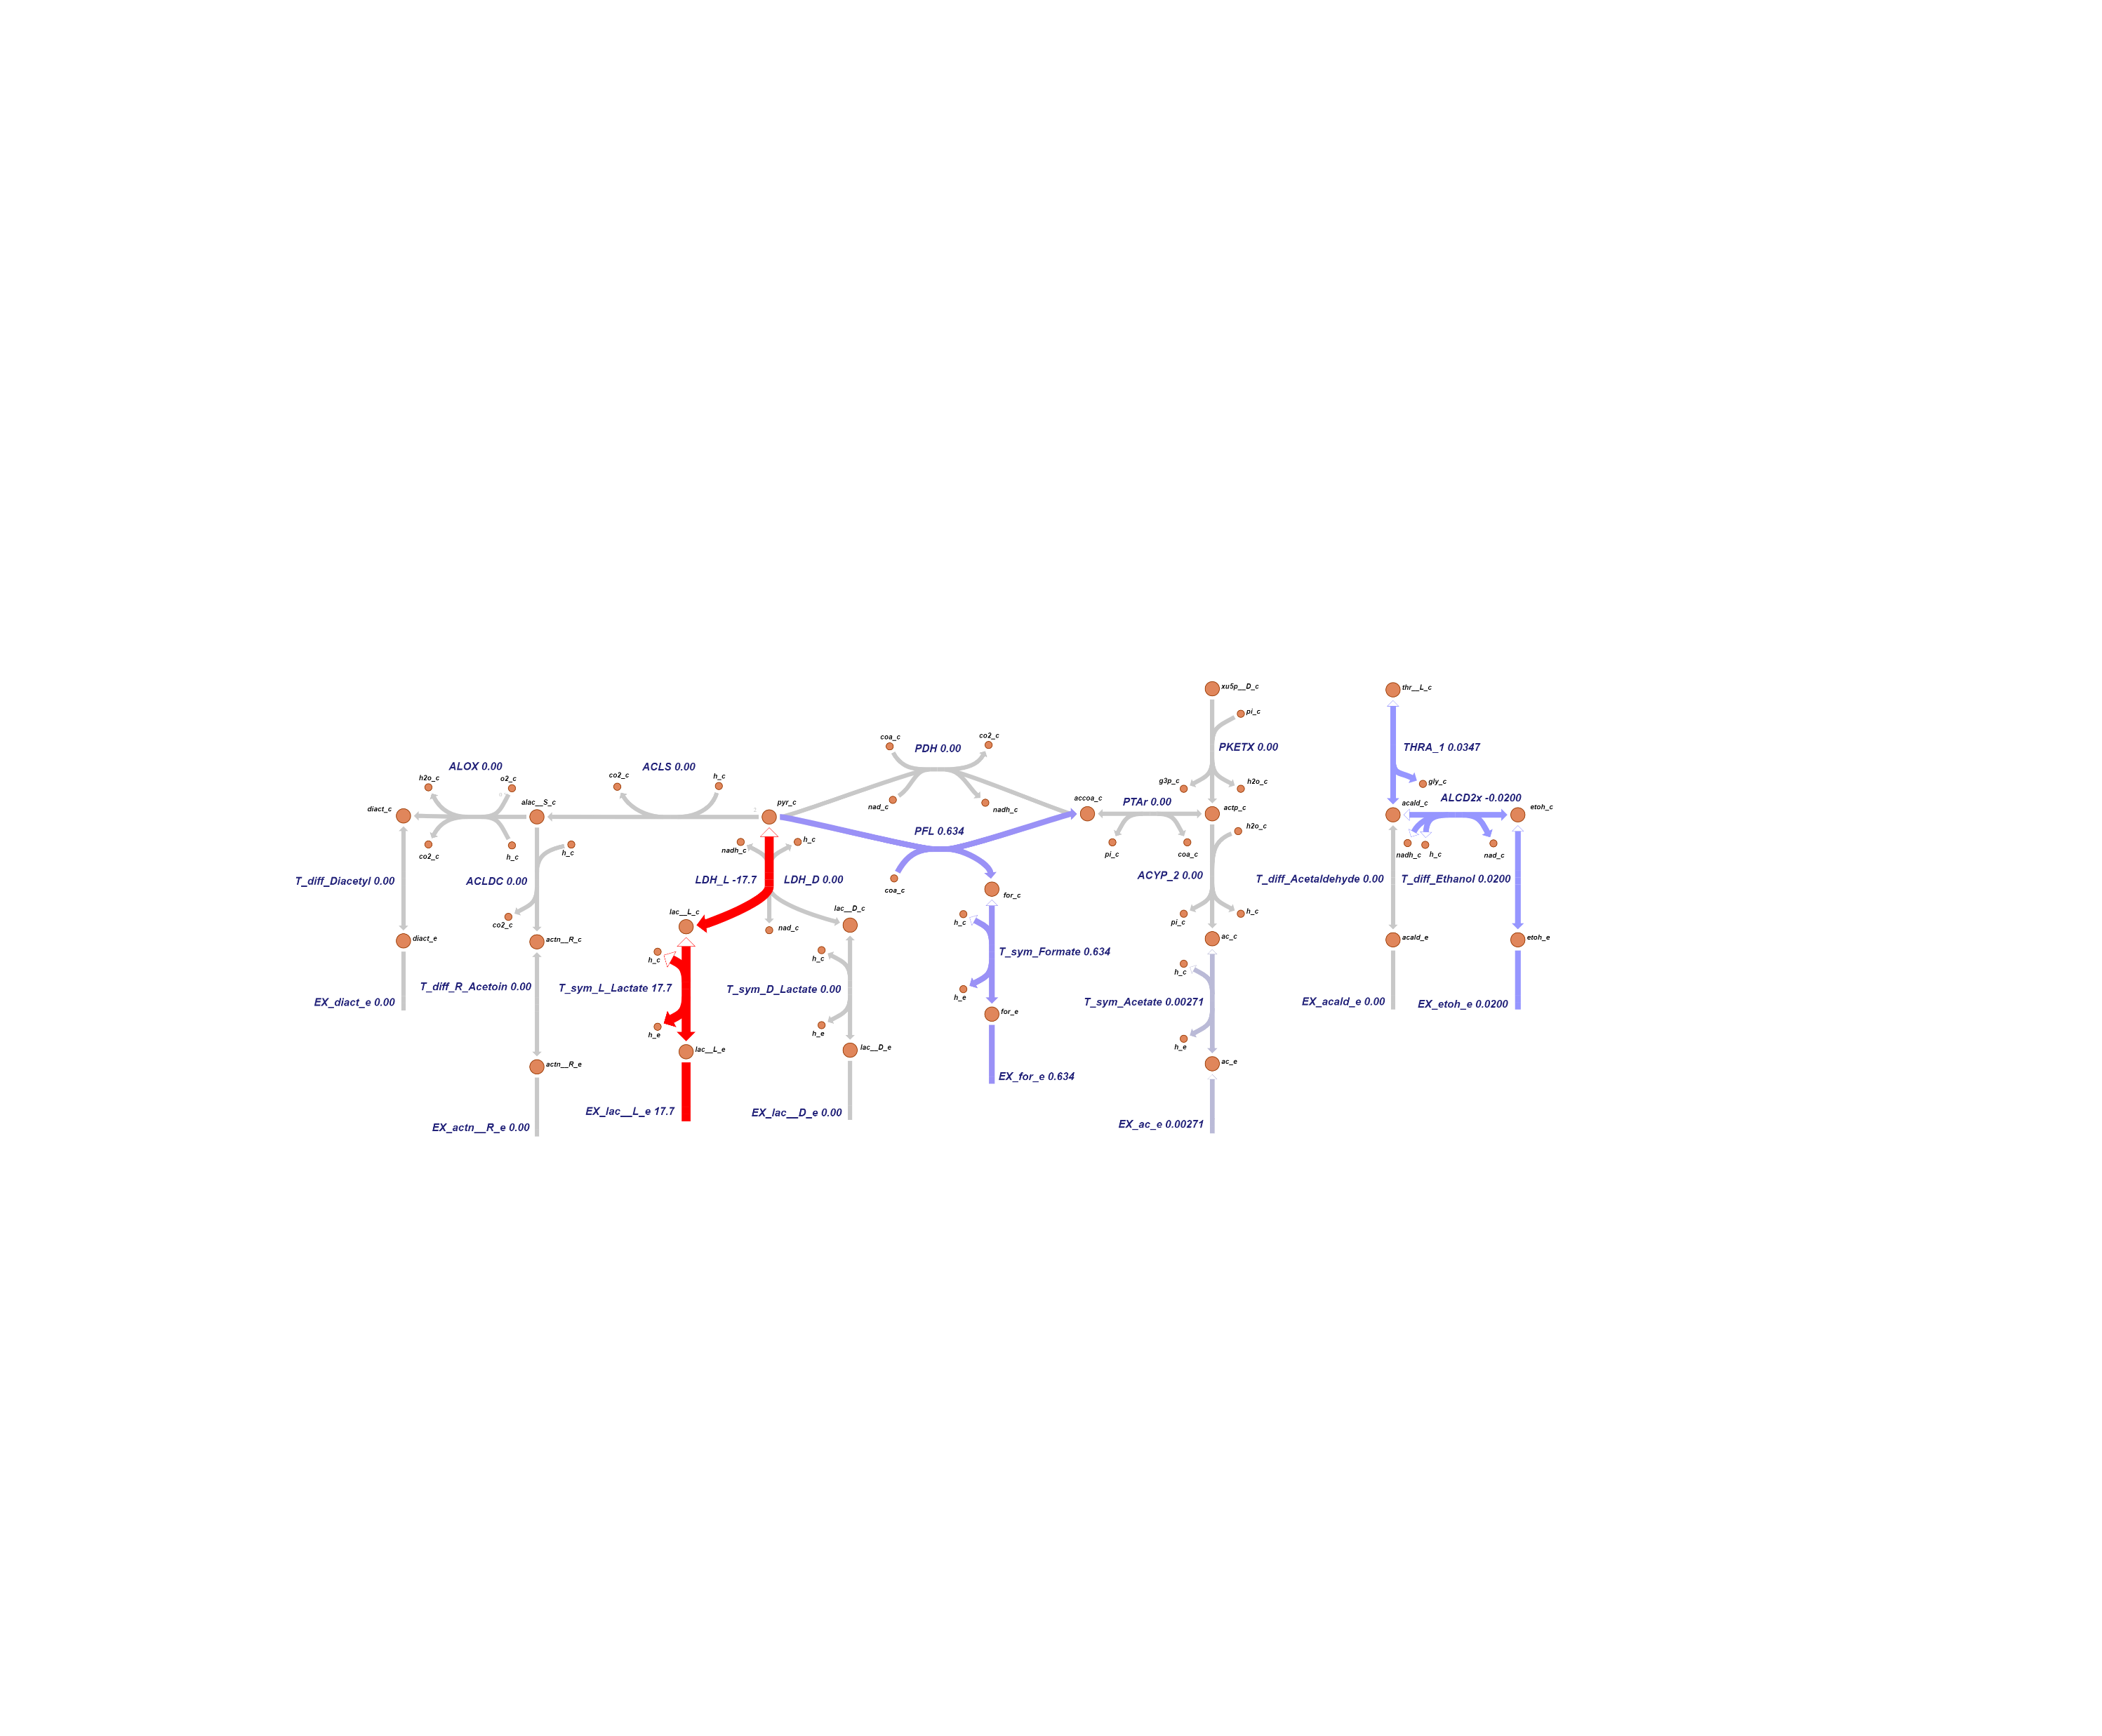 xu5p__D_c
thr__L_c
pi_c
coa_c
co2_c
PDH 0.00
PKETX 0.00
THRA_1 0.0347
ALOX 0.00
ACLS 0.00
h2o_c
o2_c
co2_c
h_c
g3p_c
h2o_c
gly_c
diact_c
alac__S_c
pyr_c
nad_c
nadh_c
accoa_c
PTAr 0.00
actp_c
acald_c
ALCD2x -0.0200
etoh_c
co2_c
h_c
h_c
nadh_c
h_c
PFL 0.634
pi_c
coa_c
h2o_c
nadh_c
h_c
nad_c
T_diff_Diacetyl 0.00
ACLDC 0.00
LDH_L -17.7
LDH_D 0.00
coa_c
for_c
ACYP_2 0.00
T_diff_Acetaldehyde 0.00
T_diff_Ethanol 0.0200
co2_c
lac__L_c
nad_c
lac__D_c
h_c
pi_c
h_c
diact_e
actn__R_c
ac_c
acald_e
etoh_e
h_c
h_c
T_sym_Formate 0.634
h_c
T_diff_R_Acetoin 0.00
T_sym_L_Lactate 17.7
T_sym_D_Lactate 0.00
h_e
T_sym_Acetate 0.00271
EX_diact_e 0.00
EX_acald_e 0.00
EX_etoh_e 0.0200
h_e
h_e
for_e
h_e
actn__R_e
lac__L_e
lac__D_e
EX_for_e 0.634
ac_e
EX_actn__R_e 0.00
EX_lac__L_e 17.7
EX_lac__D_e 0.00
EX_ac_e 0.00271